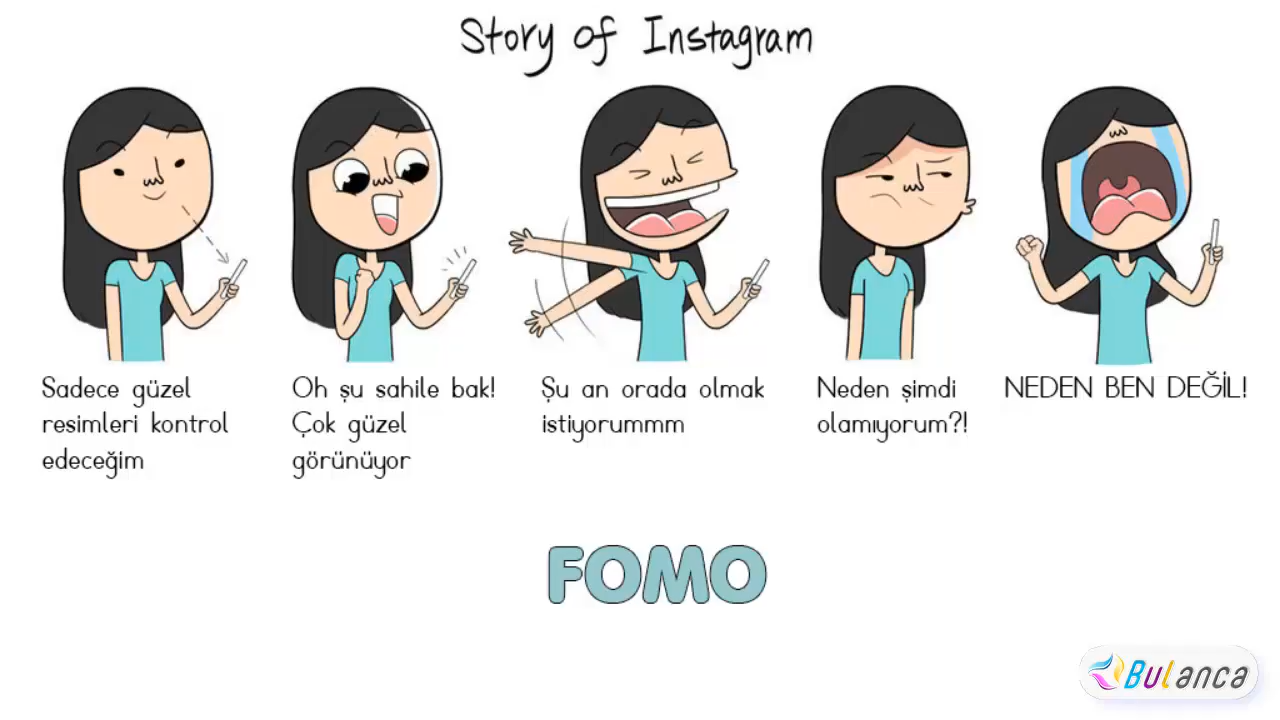 Story of Instagram
Sadece güzel
resimleri kontrol
edeceğim
Oh şu sahile bak!
Çok güzel
görünüyor
Şu an orada olmak
istiyorummm
Neden şimdi
olamıyorum?!
NEDEN BEN DEĞİL!
FOMO
Bulanca